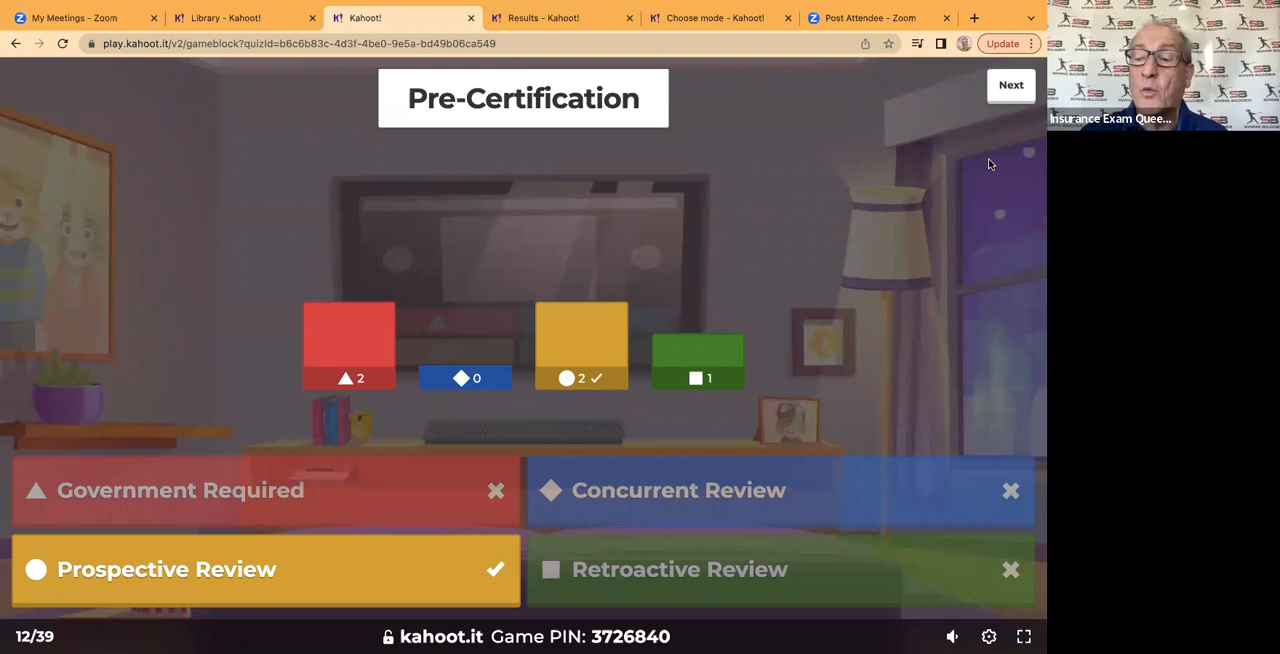 My Meetings - Zoom
Library - Kahoot!
Kahoot!
Results - Kahoot!
Choose mode - Kahoot!
Post Attendee - Zoom
play.kahoot.it/v2/gameblock?quizId=b6c6b83c-4d3f-4be0-9e5a-bd49b06ca549
Update
Pre-Certification
Next
Insurance Exam Quee...
2
0
2
1
Government Required
Concurrent Review
Prospective Review
Retroactive Review
12/39
kahoot.it Game PIN: 3726840